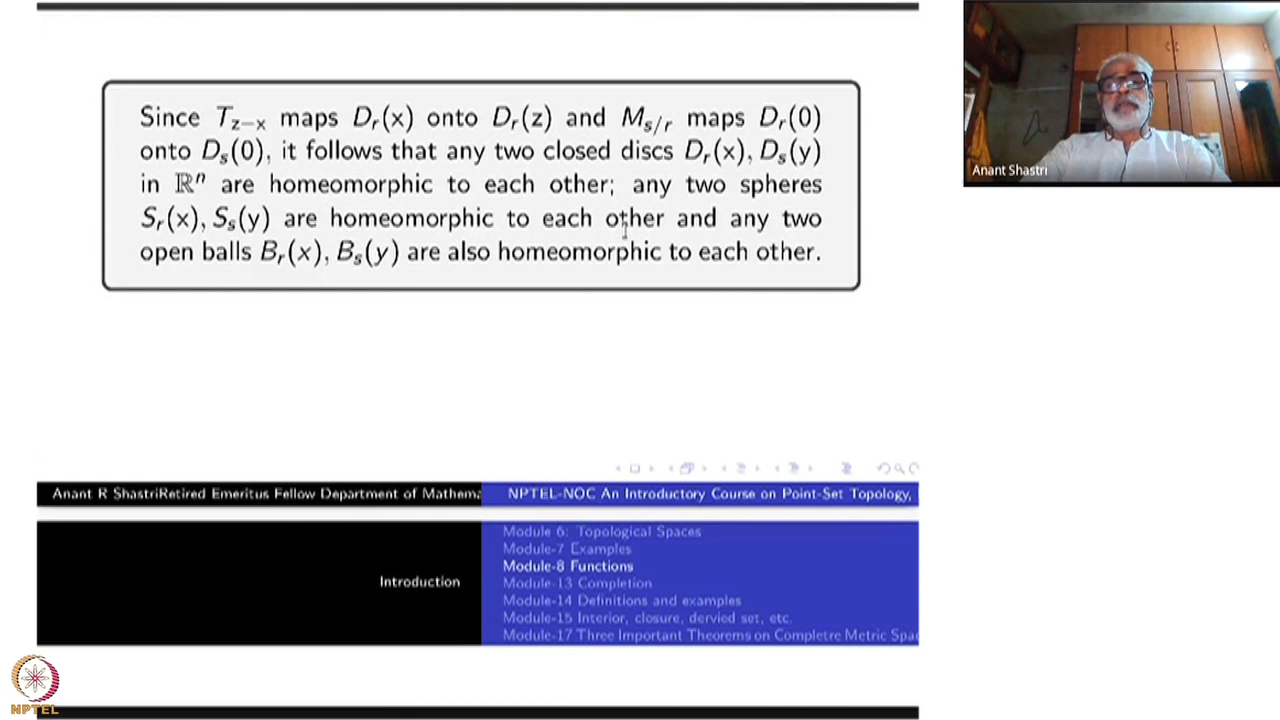 Since T_{z−x} maps D_r(x) onto D_r(z) and M_{s/r} maps D_r(0)
onto D_s(0), it follows that any two closed discs D_r(x), D_s(y)
in ℝⁿ are homeomorphic to each other; any two spheres
S_r(x), S_s(y) are homeomorphic to each other and any two
open balls B_r(x), B_s(y) are also homeomorphic to each other.
Anant Shastri
Anant R ShastriRetired Emeritus Fellow Department of Mathema
NPTEL-NOC An Introductory Course on Point-Set Topology,
Introduction
Module 6: Topological Spaces
Module-7 Examples
Module-8 Functions
Module-13 Completion
Module-14 Definitions and examples
Module-15 Interior, closure, dervied set, etc.
Module-17 Three Important Theorems on Completre Metric Spac
NPTEL